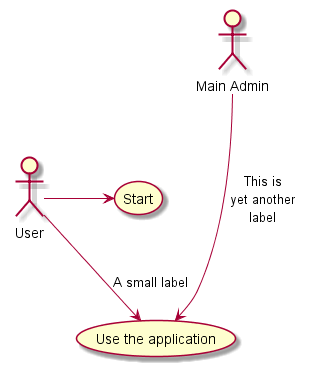 Main Admin
This is
yet another
label
Start
User
A small label
Use the application